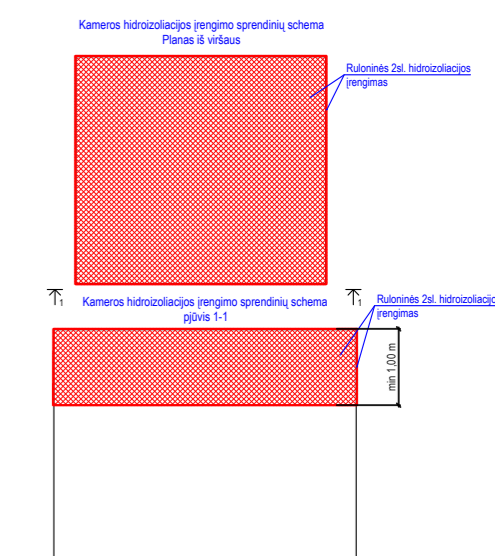 Kameros hidroizoliacijos įrengimo sprendinių schema
Planas iš viršaus
Ruloninės 2sl. hidroizoliacijos
įrengimas
1
1
Kameros hidroizoliacijos įrengimo sprendinių schema
pjūvis 1-1
Ruloninės 2sl. hidroizolіacijo
įrengimas
min 1,00 m